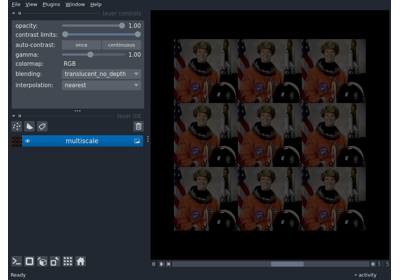 File View Plugins Window Help
layer controls
opacity: 1.00
contrast limits:
auto-contrast: once continuous
gamma: 1.00
colormap: RGB
blending: translucent_no_depth
interpolation: nearest
layer list
multiscale
Ready activity